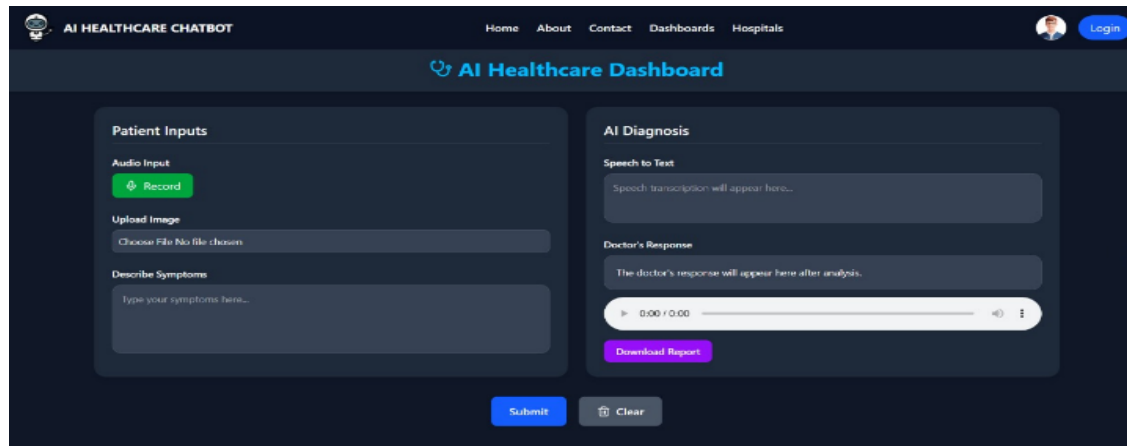 AI HEALTHCARE CHATBOT
Home About Contact Dashboards Hospitals
Login
AI Healthcare Dashboard
Patient Inputs
Audio Input
Record
Upload Image
Choose File No file chosen
Describe Symptoms
Type your symptoms here...
AI Diagnosis
Speech to Text
Speech transcription will appear here...
Doctor's Response
The doctor's response will appear here after analysis.
0:00 / 0:00
Download Report
Submit
Clear